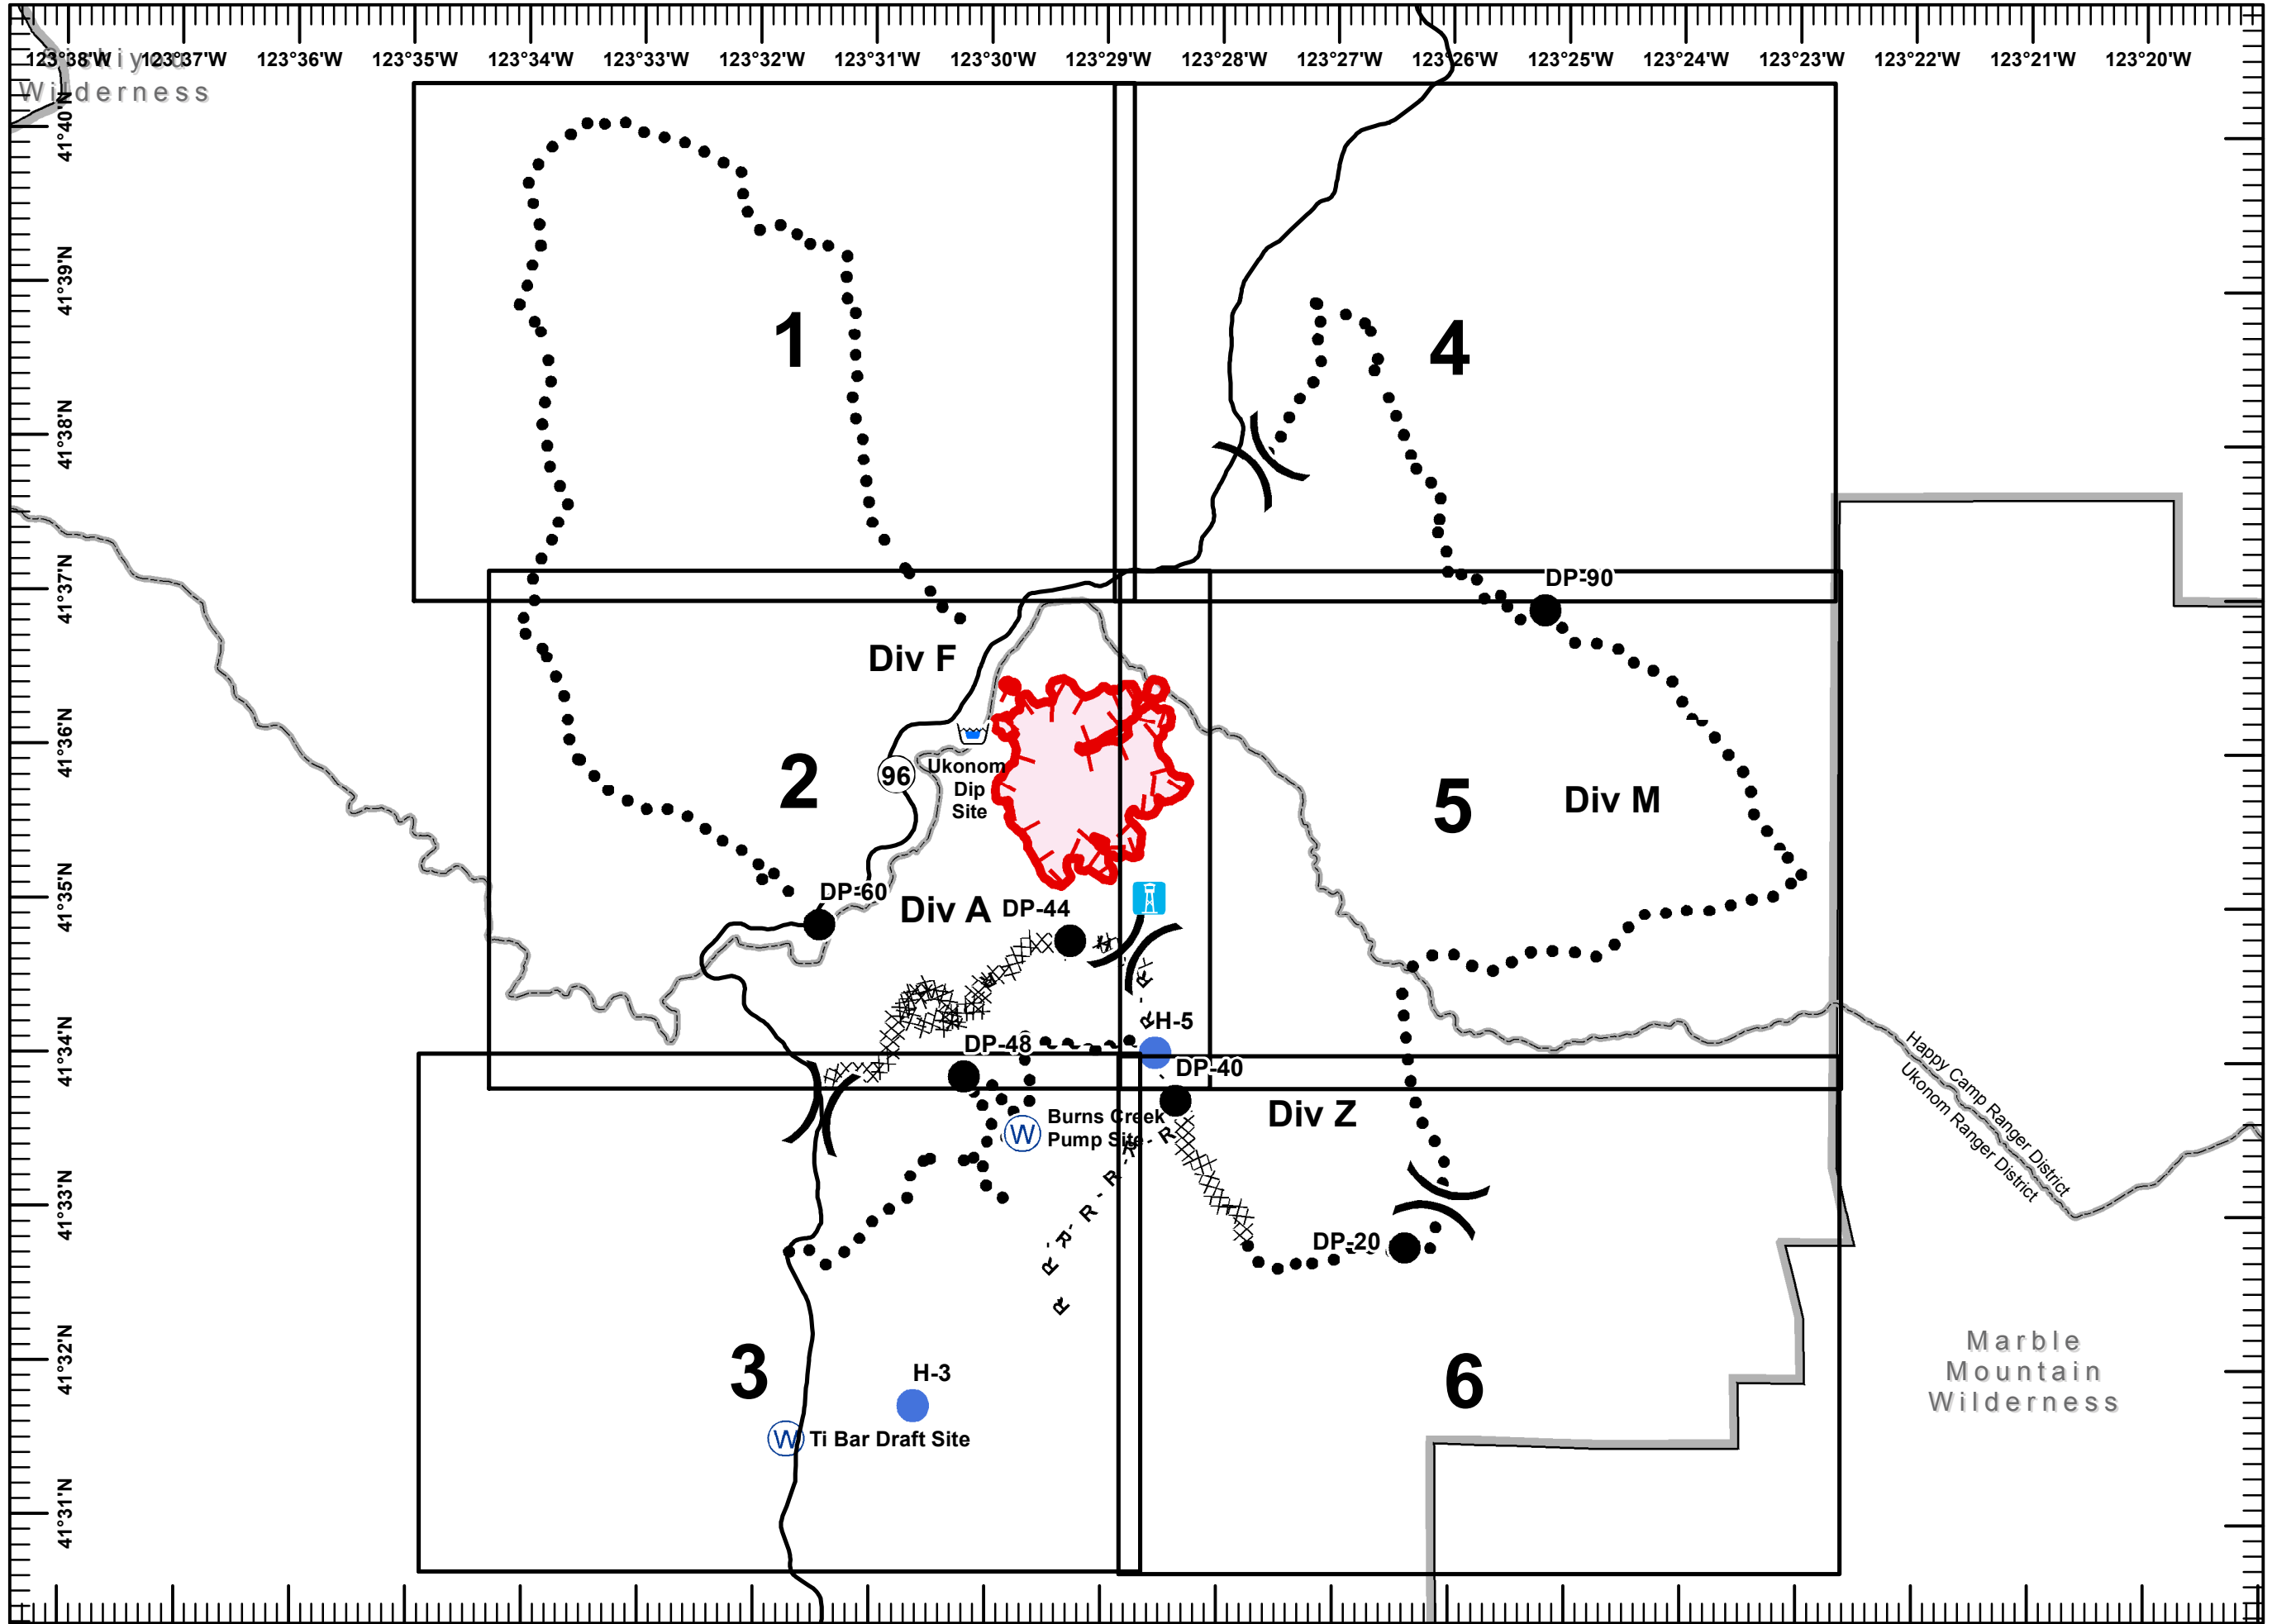 123°38'W
123°37'W
123°36'W
123°35'W
123°34'W
123°33'W
123°32'W
123°31'W
123°30'W
123°29'W
123°28'W
123°27'W
123°26'W
123°25'W
123°24'W
123°23'W
123°22'W
123°21'W
123°20'W
Siskiyou
Wilderness
41°40'N
41°39'N
41°38'N
41°37'N
41°36'N
41°35'N
41°34'N
41°33'N
41°32'N
41°31'N
1
4
DP-90
Div F
2
96
Ukonom
Dip
Site
5
Div M
DP-60
Div A
DP-44
R
R
H-5
DP-48
DP-40
Burns Creek
Pump Site
Div Z
R
R
R
R
R
R
R
DP-20
Happy Camp Ranger District
Ukonom Ranger District
3
H-3
W
W
Ti Bar Draft Site
6
Marble
Mountain
Wilderness